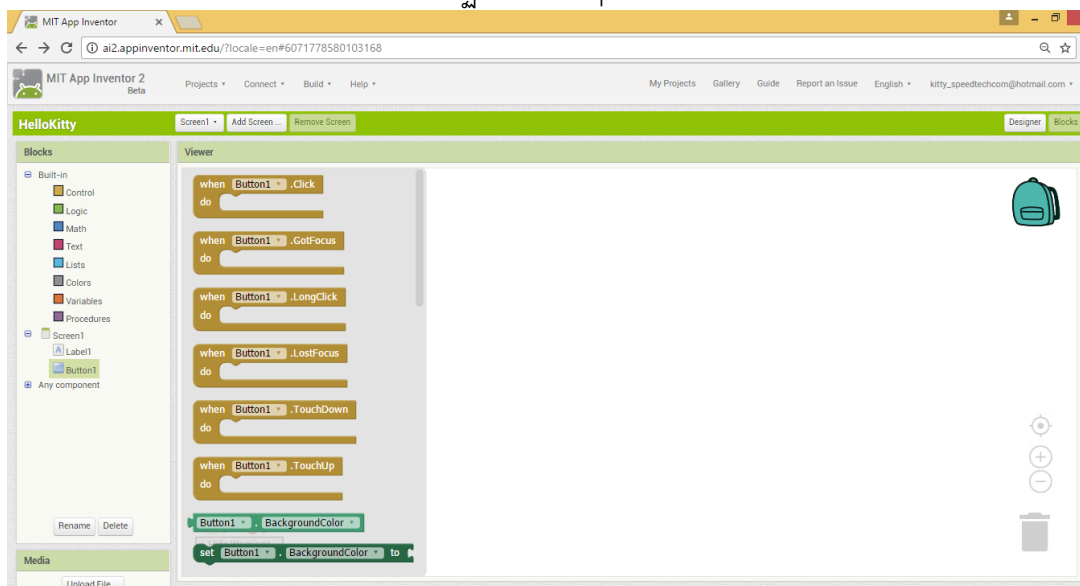 MIT App Inventor
ai2.appinventor.mit.edu/?locale=en#6071778580103168
MIT App Inventor 2
Beta
Projects Connect Build Help My Projects Gallery Guide Report an Issue English kitty_speedtechcom@hotmail.com
HelloKitty Screen1 Add Screen ... Remove Screen Designer Blocks
Blocks
Viewer
Built-in
Control
Logic
Math
Text
Lists
Colors
Variables
Procedures
Screen1
Label1
Button1
Any component
Rename Delete
Media
Upload File ...
when Button1 .Click
do
when Button1 .GotFocus
do
when Button1 .LongClick
do
when Button1 .LostFocus
do
when Button1 .TouchDown
do
when Button1 .TouchUp
do
Button1 . BackgroundColor
set Button1 . BackgroundColor to